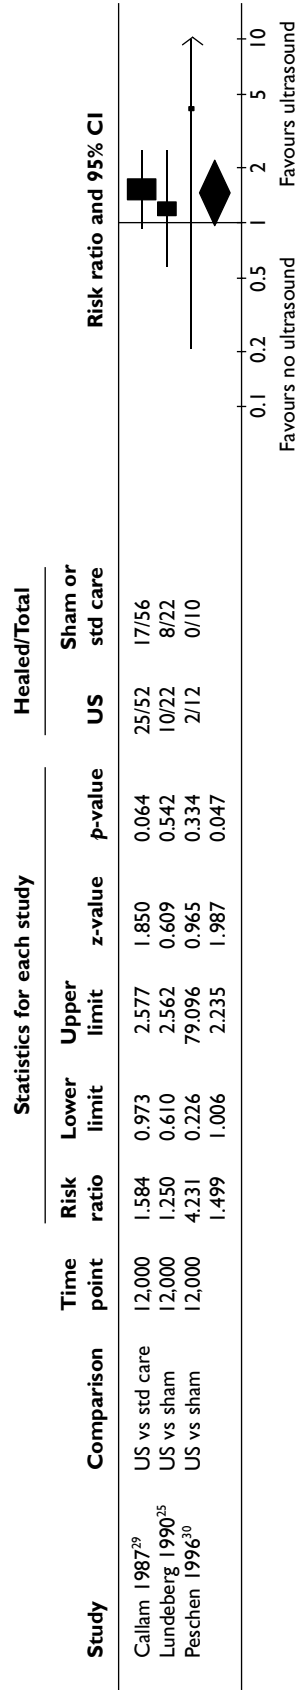 Statistics for each study Healed/Total
Study Comparison Time point Risk ratio Lower limit Upper limit z-value p-value US Sham or std care Risk ratio and 95% CI
Callam 1987²⁹ US vs std care 12,000 1.584 0.973 2.577 1.850 0.064 25/52 17/56
Lundeberg 1990²⁵ US vs sham 12,000 1.250 0.610 2.562 0.609 0.542 10/22 8/22
Peschen 1996³⁰ US vs sham 12,000 4.231 0.226 79.096 0.965 0.334 2/12 0/10
1.499 1.006 2.235 1.987 0.047
0.1 0.2 0.5 1 2 5 10
Favours no ultrasound Favours ultrasound